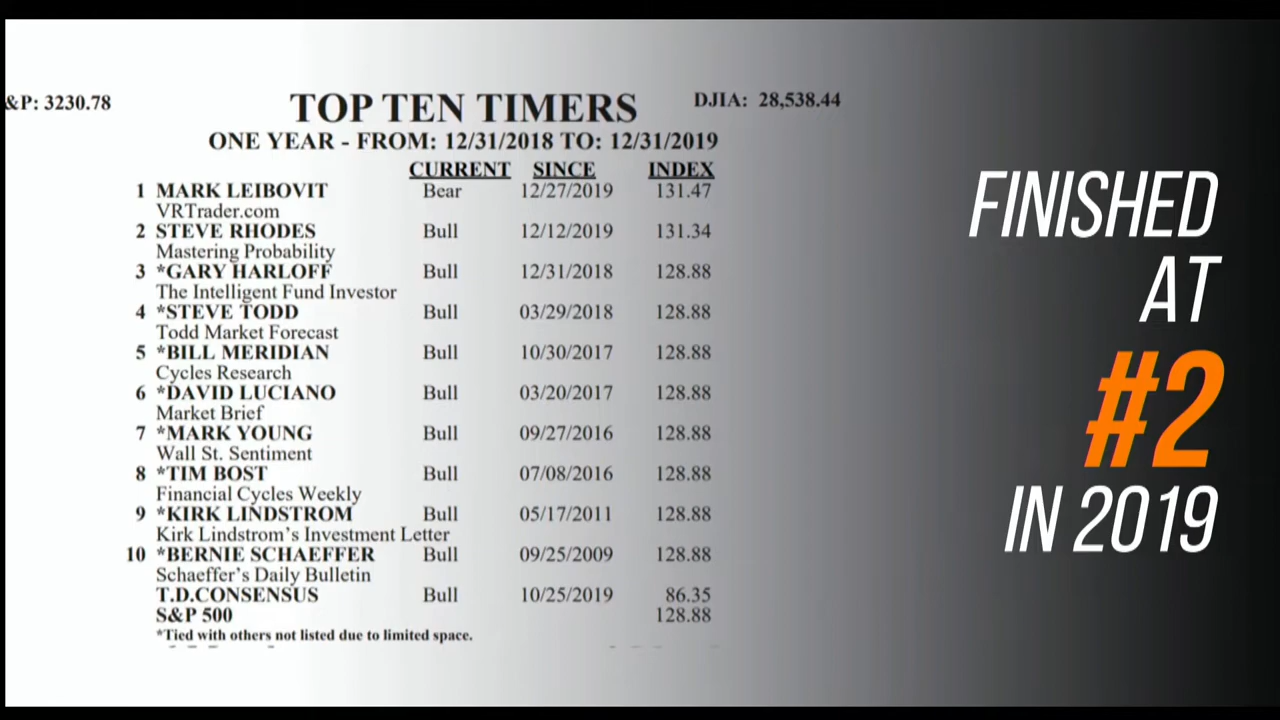 &P: 3230.78
TOP TEN TIMERS
DJIA: 28,538.44
ONE YEAR - FROM: 12/31/2018 TO: 12/31/2019
CURRENT SINCE INDEX
1 MARK LEIBOVIT Bear 12/27/2019 131.47
VRTrader.com
2 STEVE RHODES Bull 12/12/2019 131.34
Mastering Probability
3 *GARY HARLOFF Bull 12/31/2018 128.88
The Intelligent Fund Investor
4 *STEVE TODD Bull 03/29/2018 128.88
Todd Market Forecast
5 *BILL MERIDIAN Bull 10/30/2017 128.88
Cycles Research
6 *DAVID LUCIANO Bull 03/20/2017 128.88
Market Brief
7 *MARK YOUNG Bull 09/27/2016 128.88
Wall St. Sentiment
8 *TIM BOST Bull 07/08/2016 128.88
Financial Cycles Weekly
9 *KIRK LINDSTROM Bull 05/17/2011 128.88
Kirk Lindstrom's Investment Letter
10 *BERNIE SCHAEFFER Bull 09/25/2009 128.88
Schaeffer's Daily Bulletin
T.D.CONSENSUS Bull 10/25/2019 86.35
S&P 500 128.88
*Tied with others not listed due to limited space.
FINISHED
AT
#2
IN 2019